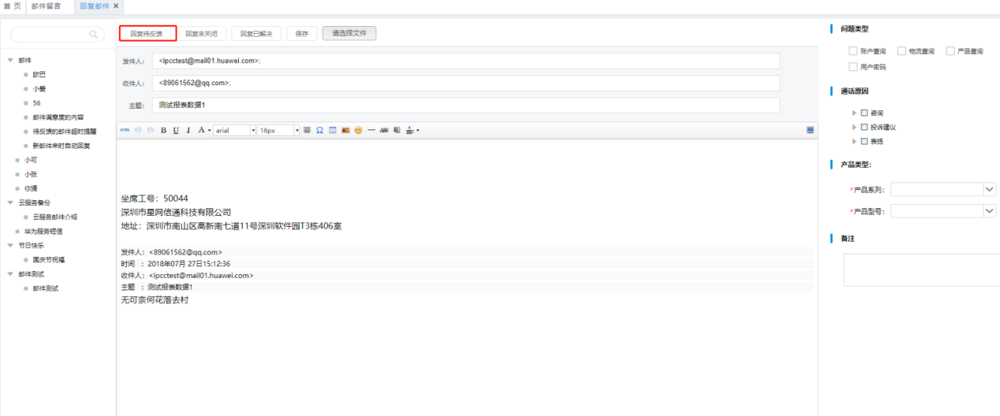 首 页 邮件留言 回复邮件 ×
回复待反馈 回复未关闭 回复已解决 保存 请选择文件
发件人: <ipcctest@mail01.huawei.com>;
收件人: <89061562@qq.com>;
主题: 测试报表数据1
邮件
欧巴
小爱
56
邮件满意度的内容
待反馈的邮件超时提醒
新邮件来时自动回复
小可
小张
你猜
云服务备份
云服务邮件介绍
华为服务短信
节日快乐
国庆节祝福
邮件测试
邮件测试
HTML B U I A arial 16px Ω ABC
坐席工号：50044
深圳市星网信通科技有限公司
地址：深圳市南山区高新南七道11号深圳软件园T3栋406室
发件人：<89061562@qq.com>
时间 ：2018年07月 27日15:12:36
收件人：<ipcctest@mail01.huawei.com>
主题 ：测试报表数据1
无可奈何花落去村
问题类型
账户查询 物流查询 产品查询
用户密码
通话原因
咨询
投诉建议
表扬
产品类型：
*产品系列：
*产品型号：
备注